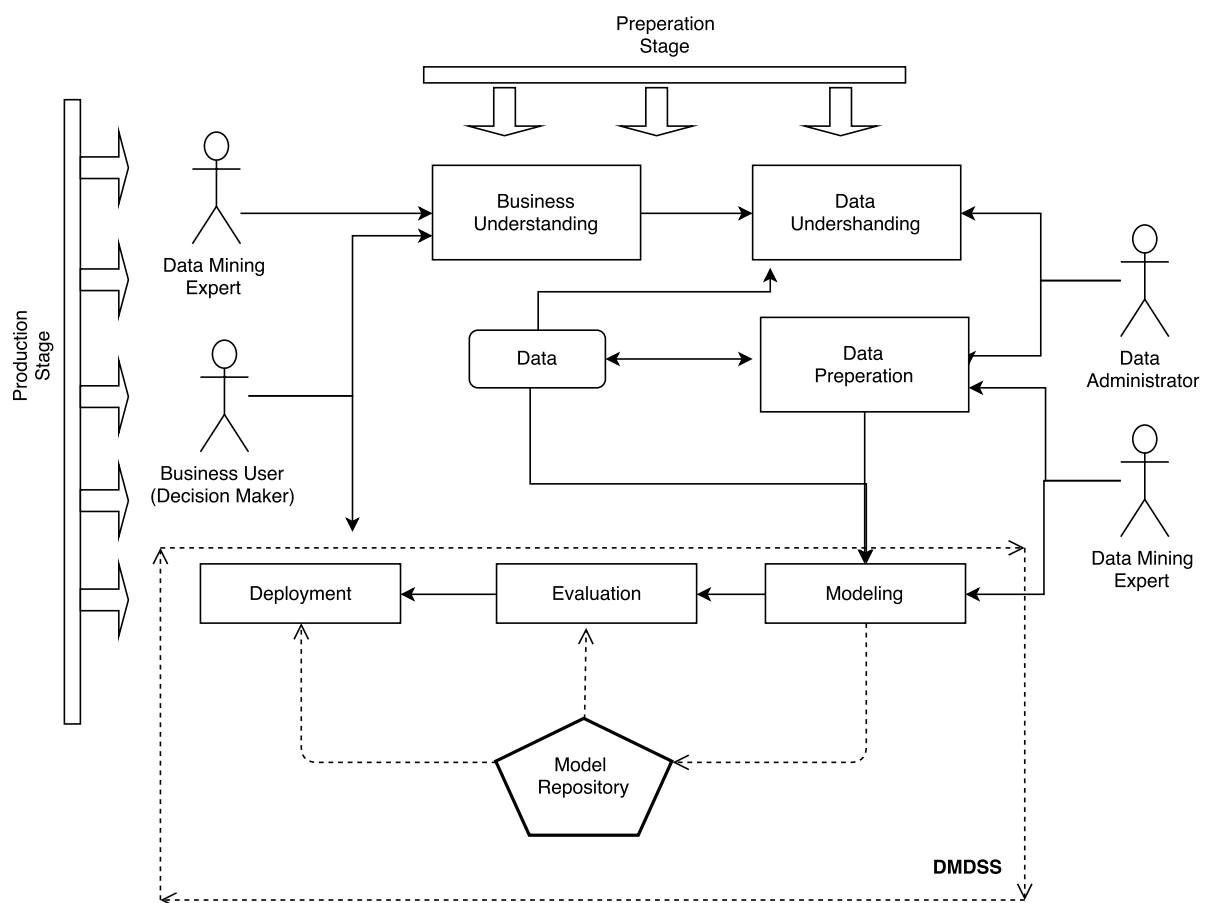 Preperation
Stage
Production
Stage
Data Mining
Expert
Business
Understanding
Data
Undershanding
Data
Administrator
Business User
(Decision Maker)
Data
Data
Preperation
Data Mining
Expert
Deployment
Evaluation
Modeling
Model
Repository
DMDSS